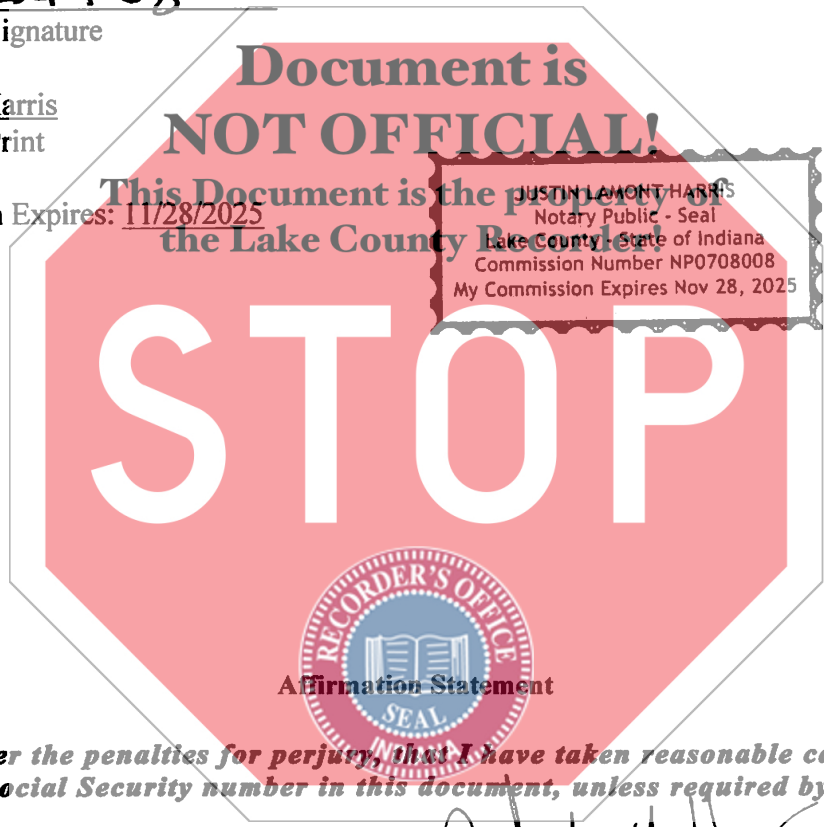 ignature
Document is
NOT OFFICIAL!
arris
rint
This Document is the property of
the Lake County Recorder!
Expires: 11/28/2025
JUSTIN LAMONT HARRIS
Notary Public - Seal
Lake County - State of Indiana
Commission Number NP0708008
My Commission Expires Nov 28, 2025
STOP
RECORDER'S OFFICE
SEAL
INDIANA
Affirmation Statement
er the penalties for perjury, that I have taken reasonable ca
ocial Security number in this document, unless required by